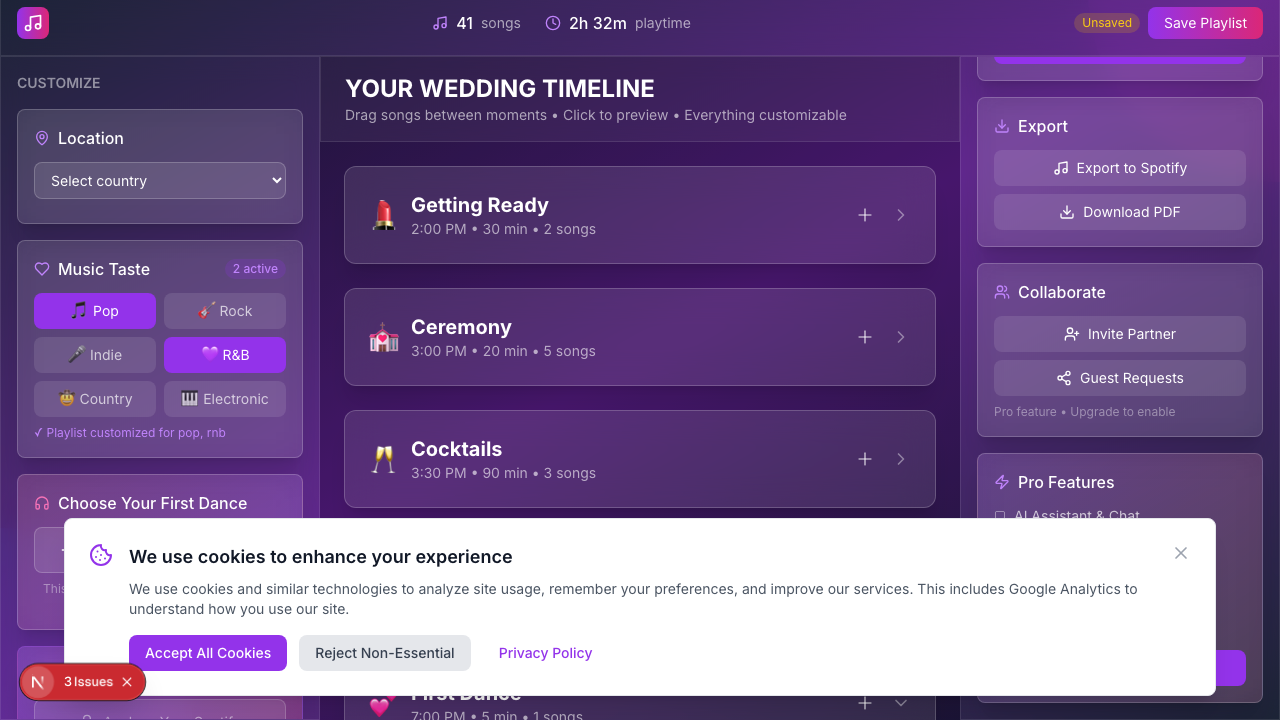 41 songs
2h 32m playtime
Unsaved
Save Playlist
CUSTOMIZE
Location
Select country
Music Taste
2 active
Pop
Rock
Indie
R&B
Country
Electronic
✓ Playlist customized for pop, rnb
Choose Your First Dance
This
YOUR WEDDING TIMELINE
Drag songs between moments • Click to preview • Everything customizable
Getting Ready
2:00 PM • 30 min • 2 songs
Ceremony
3:00 PM • 20 min • 5 songs
Cocktails
3:30 PM • 90 min • 3 songs
First Dance
7:00 PM • 5 min • 1 songs
Export
Export to Spotify
Download PDF
Collaborate
Invite Partner
Guest Requests
Pro feature • Upgrade to enable
Pro Features
AI Assistant & Chat
We use cookies to enhance your experience
We use cookies and similar technologies to analyze site usage, remember your preferences, and improve our services. This includes Google Analytics to
understand how you use our site.
Accept All Cookies
Reject Non-Essential
Privacy Policy
N
3 Issues